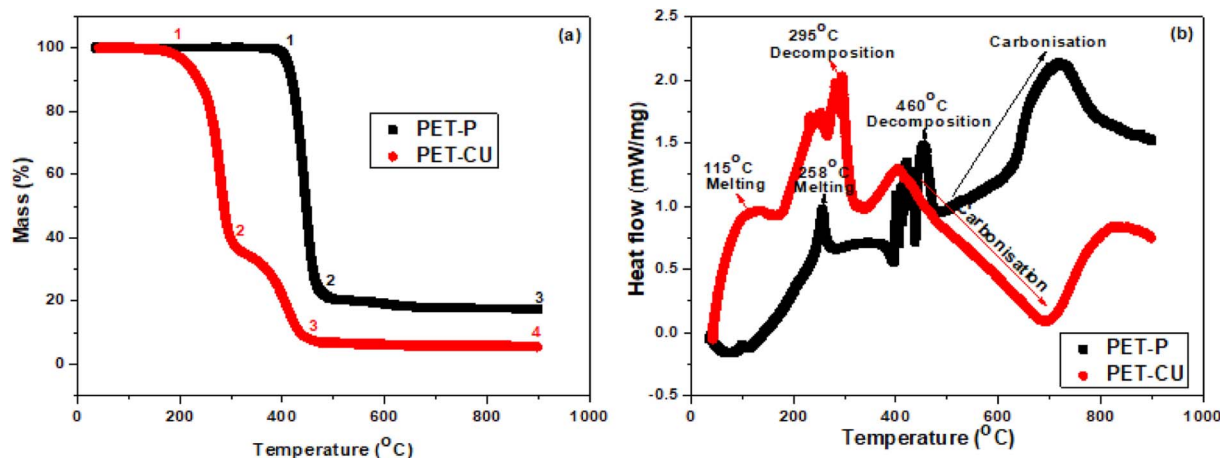 (a)
100
80
60
40
20
0
Mass (%)
1
1
2
2
3
3
4
PET-P
PET-CU
0 200 400 600 800 1000
Temperature (°C)
(b)
2.5
2.0
1.5
1.0
0.5
0.0
-0.5
Heat flow (mW/mg)
295°C
Decomposition
Carbonisation
460°C
Decomposition
115°C
Melting
258°C
Melting
Carbonisation
PET-P
PET-CU
0 200 400 600 800 1000
Temperature (°C)